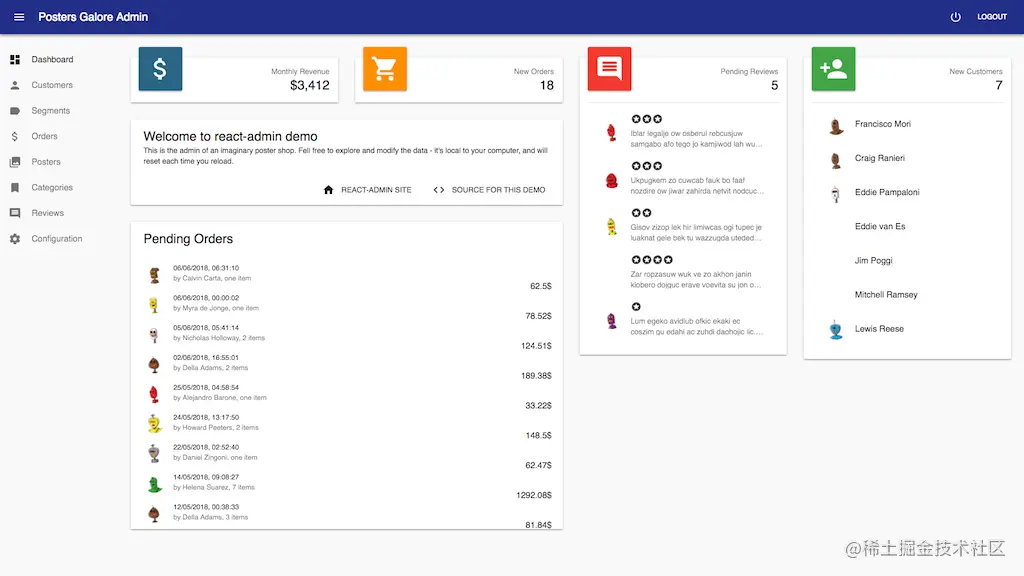 Posters Galore Admin
LOGOUT
Dashboard
Customers
Segments
Orders
Posters
Categories
Reviews
Configuration
Monthly Revenue
$3,412
New Orders
18
Pending Reviews
5
New Customers
7
Welcome to react-admin demo
This is the admin of an imaginary poster shop. Fell free to explore and modify the data - it's local to your computer, and will
reset each time you reload.
REACT-ADMIN SITE
SOURCE FOR THIS DEMO
Pending Orders
06/06/2018, 06:31:10
by Calvin Carta, one item
62.5$
06/06/2018, 00:00:02
by Myra de Jonge, one item
78.52$
05/06/2018, 05:41:14
by Nicholas Holloway, 2 items
124.51$
02/06/2018, 16:55:01
by Della Adams, 2 items
189.38$
25/05/2018, 04:58:54
by Alejandro Barone, one item
33.22$
24/05/2018, 13:17:50
by Howard Peeters, 2 items
148.5$
22/05/2018, 02:52:40
by Daniel Zingoni, one item
62.47$
14/05/2018, 09:08:27
by Helena Suarez, 7 items
1292.08$
12/05/2018, 00:38:33
by Della Adams, 3 items
81.84$
Iblar legalje ow osberul rebcusjuw
samgabo afo tego jo kamjiwod lah wu…
Ukpugkem zo cuwcab fauk bo faaf
nozdire ow jiwar zahirda nefvit nodcuc…
Gisov zizop lek hir limiwcas ogi tupec je
luaknat geie bek tu wazzugda uteded…
Zar ropzasuw wuk ve zo akhon janin
kiobero dojguc erave voevita su jon o…
Lum egeko avidlub ofkic ekaki ec
coszim gu edahi ac zuhdi daphojic iic.…
Francisco Mori
Craig Ranieri
Eddie Pampaloni
Eddie van Es
Jim Poggi
Mitchell Ramsey
Lewis Reese
@稀土掘金技术社区